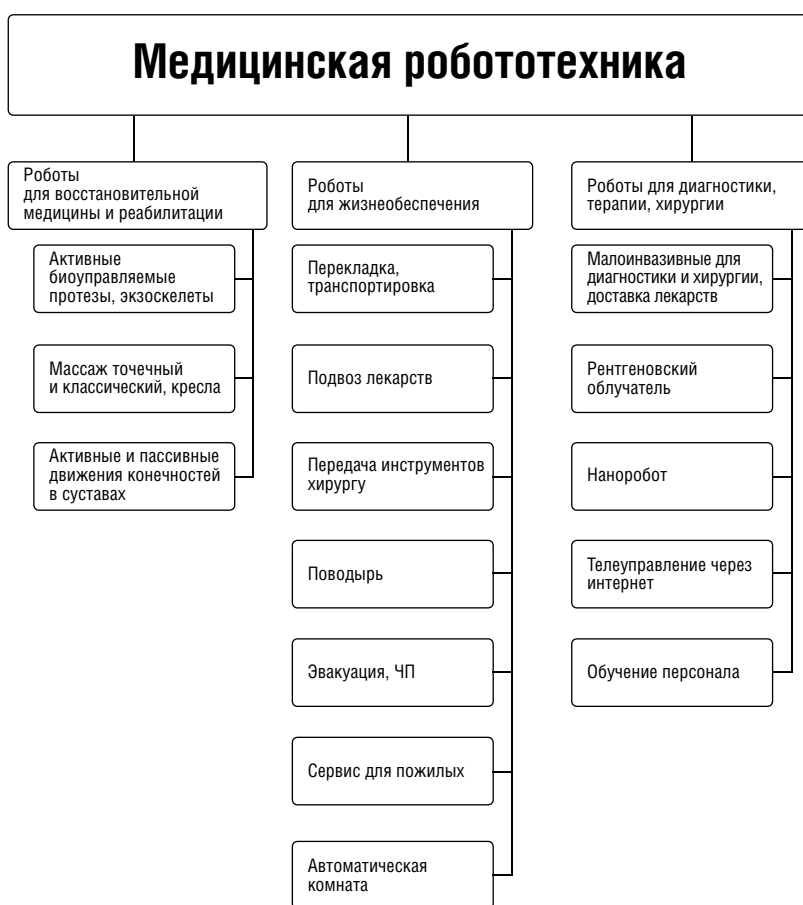 Медицинская робототехника
Роботы
для восстановительной
медицины и реабилитации
Активные
биоуправляемые
протезы, экзоскелеты
Массаж точечный
и классический, кресла
Активные и пассивные
движения конечностей
в суставах
Роботы
для жизнеобеспечения
Перекладка,
транспортировка
Подвоз лекарств
Передача инструментов
хирургу
Поводырь
Эвакуация, ЧП
Сервис для пожилых
Автоматическая
комната
Роботы для диагностики,
терапии, хирургии
Малоинвазивные для
диагностики и хирургии,
доставка лекарств
Рентгеновский
облучатель
Наноробот
Телеуправление через
интернет
Обучение персонала